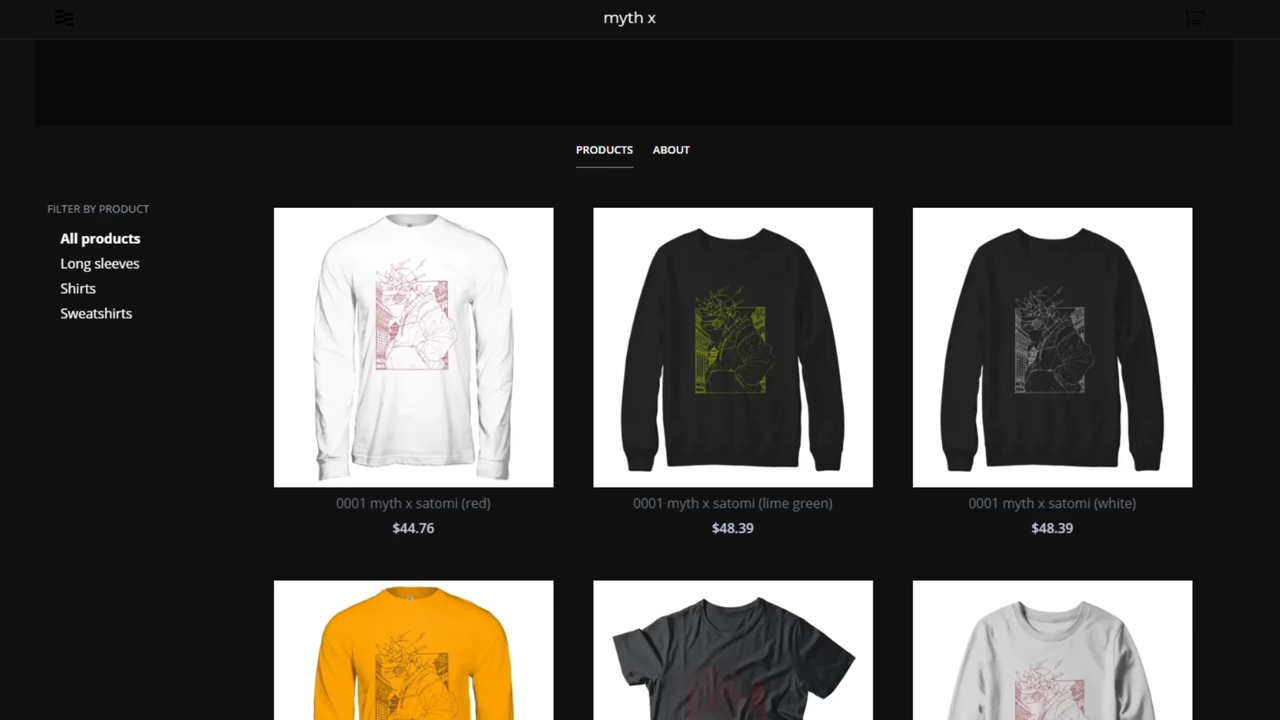 myth x
PRODUCTS ABOUT
FILTER BY PRODUCT
All products
Long sleeves
Shirts
Sweatshirts
0001 myth x satomi (red)
$44.76
0001 myth x satomi (lime green)
$48.39
0001 myth x satomi (white)
$48.39